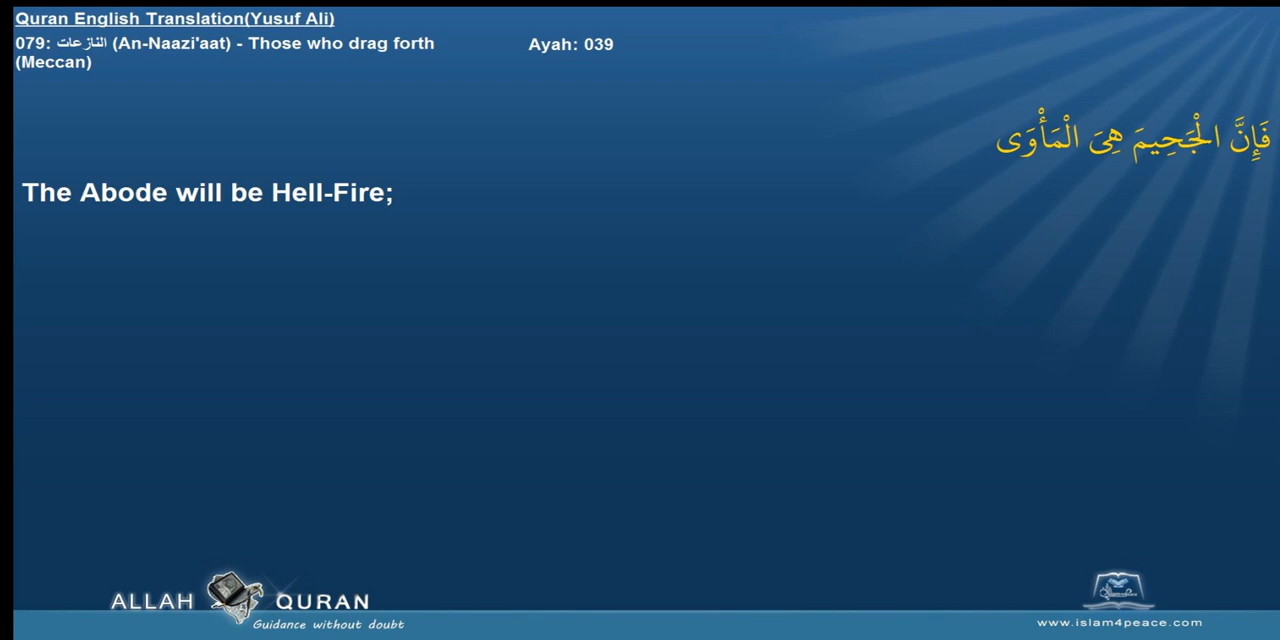 Quran English Translation(Yusuf Ali)
079: النازعات (An-Naazi'aat) - Those who drag forth
(Meccan)
Ayah: 039
فَإِنَّ الْجَحِيمَ هِىَ الْمَأْوَى
The Abode will be Hell-Fire;
ALLAH QURAN
Guidance without doubt
www.islam4peace.com